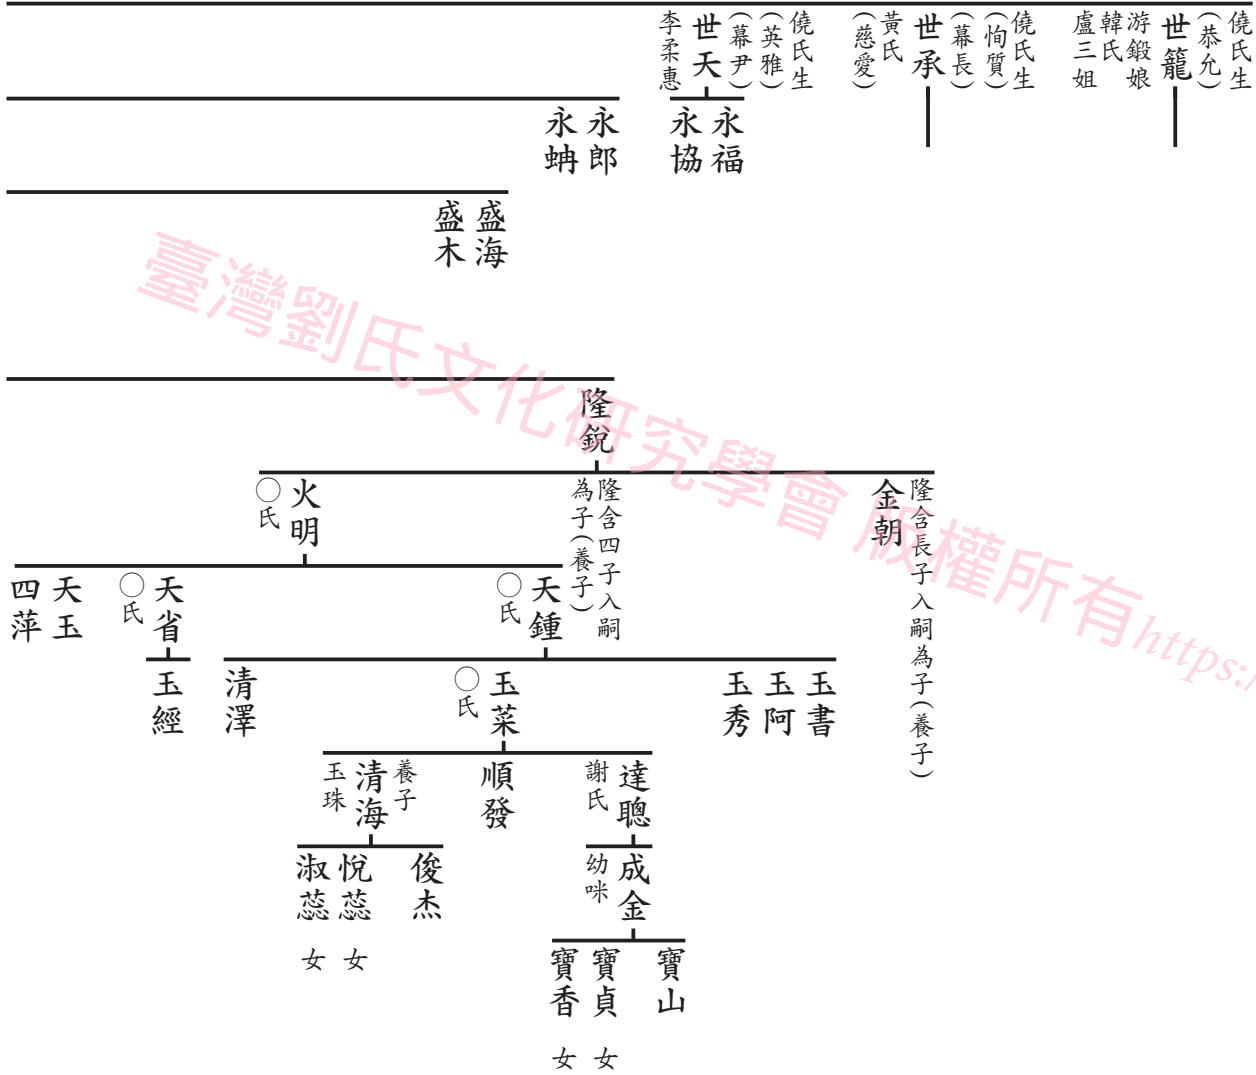 僥氏生
(恭允)
世籠
游鍛娘
韓氏
盧三姐
僥氏生
(恂質)
(幕長)
世承
黃氏
(慈愛)
僥氏生
(英雅)
(幕尹)
世天
李柔惠
永福
永協
永郎
永蚺
盛海
盛木
隆銳
隆含長子入嗣為子(養子)
金朝
隆含四子入嗣
為子(養子)
火明
○氏
天鍾
○氏
天省
○氏
天玉
四萍
玉書
玉阿
玉秀
玉菜
○氏
清澤
玉經
達聰
謝氏
順發
養子
清海
玉珠
成金
幼咪
俊杰
悅蕊 女
淑蕊 女
寶山
寶貞 女
寶香 女
臺灣劉氏文化研究學會 版權所有https:/